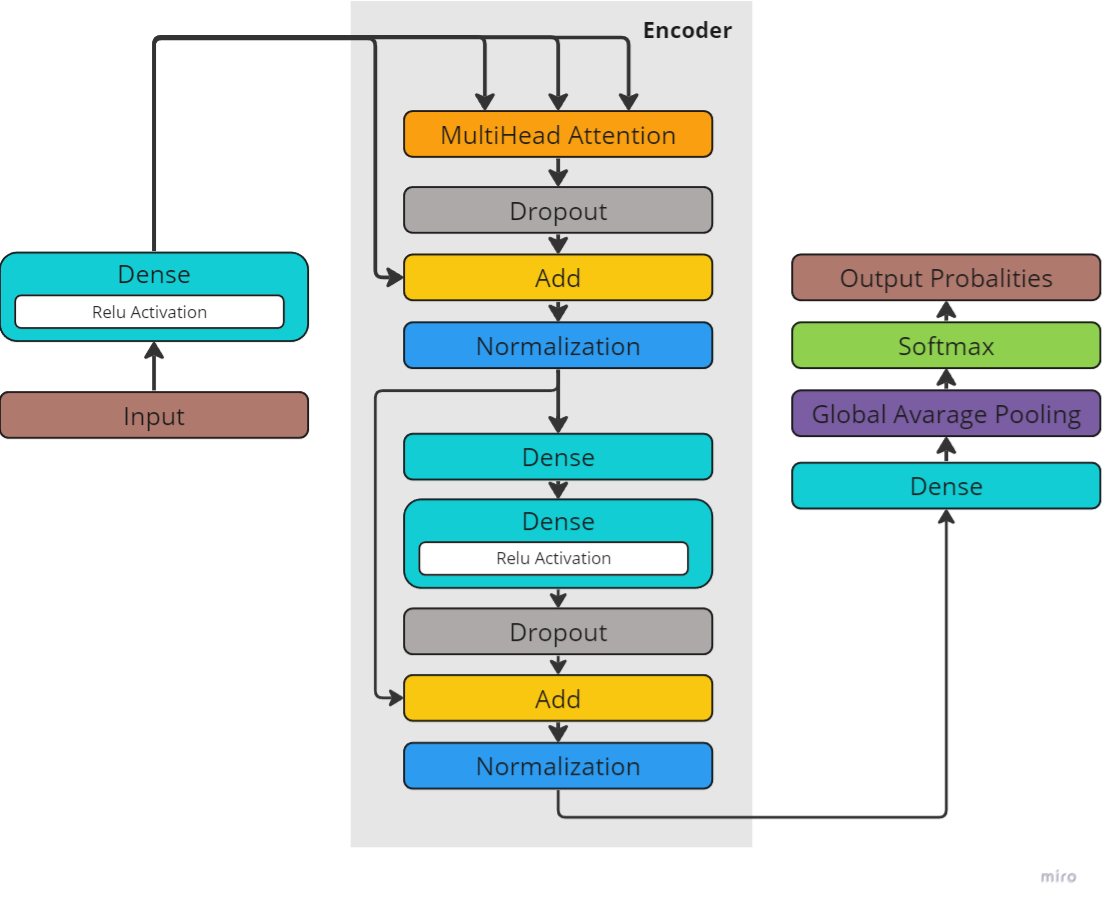 Encoder
Input
Dense
Relu Activation
MultiHead Attention
Dropout
Add
Normalization
Dense
Dense
Relu Activation
Dropout
Add
Normalization
Dense
Global Avarage Pooling
Softmax
Output Probalities
miro